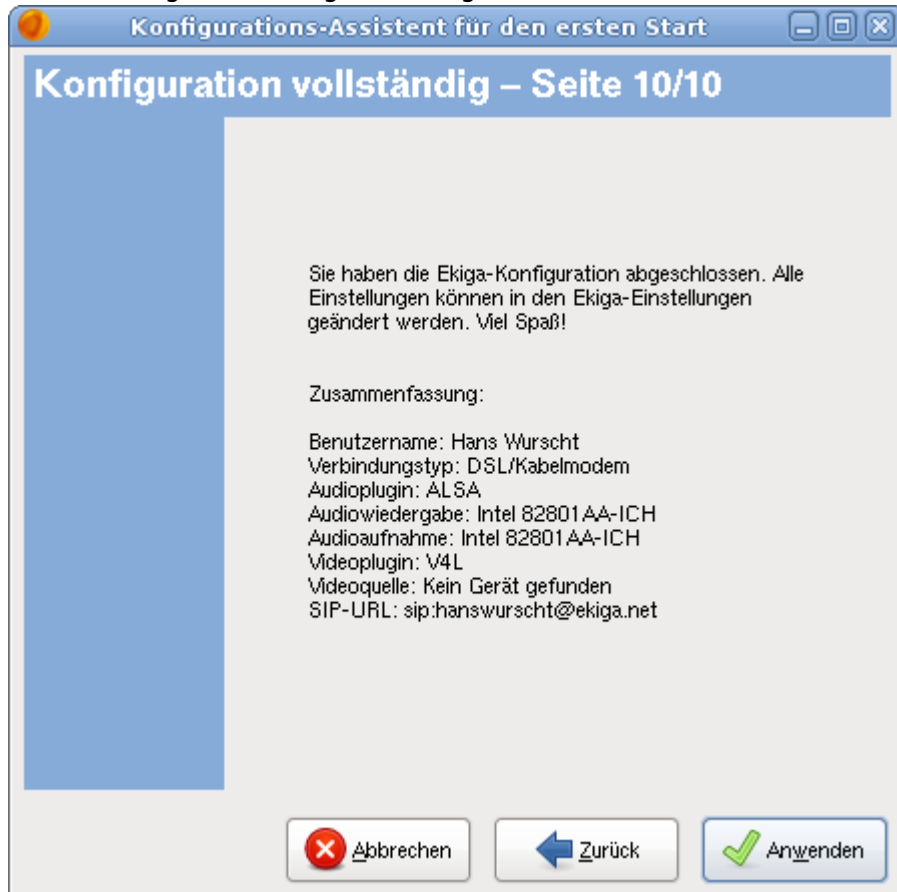 Konfigurations-Assistent für den ersten Start
Konfiguration vollständig – Seite 10/10
Sie haben die Ekiga-Konfiguration abgeschlossen. Alle
Einstellungen können in den Ekiga-Einstellungen
geändert werden. Viel Spaß!
Zusammenfassung:
Benutzername: Hans Wurscht
Verbindungstyp: DSL/Kabelmodem
Audioplugin: ALSA
Audiowiedergabe: Intel 82801AA-ICH
Audioaufnahme: Intel 82801AA-ICH
Videoplugin: V4L
Videoquelle: Kein Gerät gefunden
SIP-URL: sip:hanswurscht@ekiga.net
Abbrechen
Zurück
Anwenden